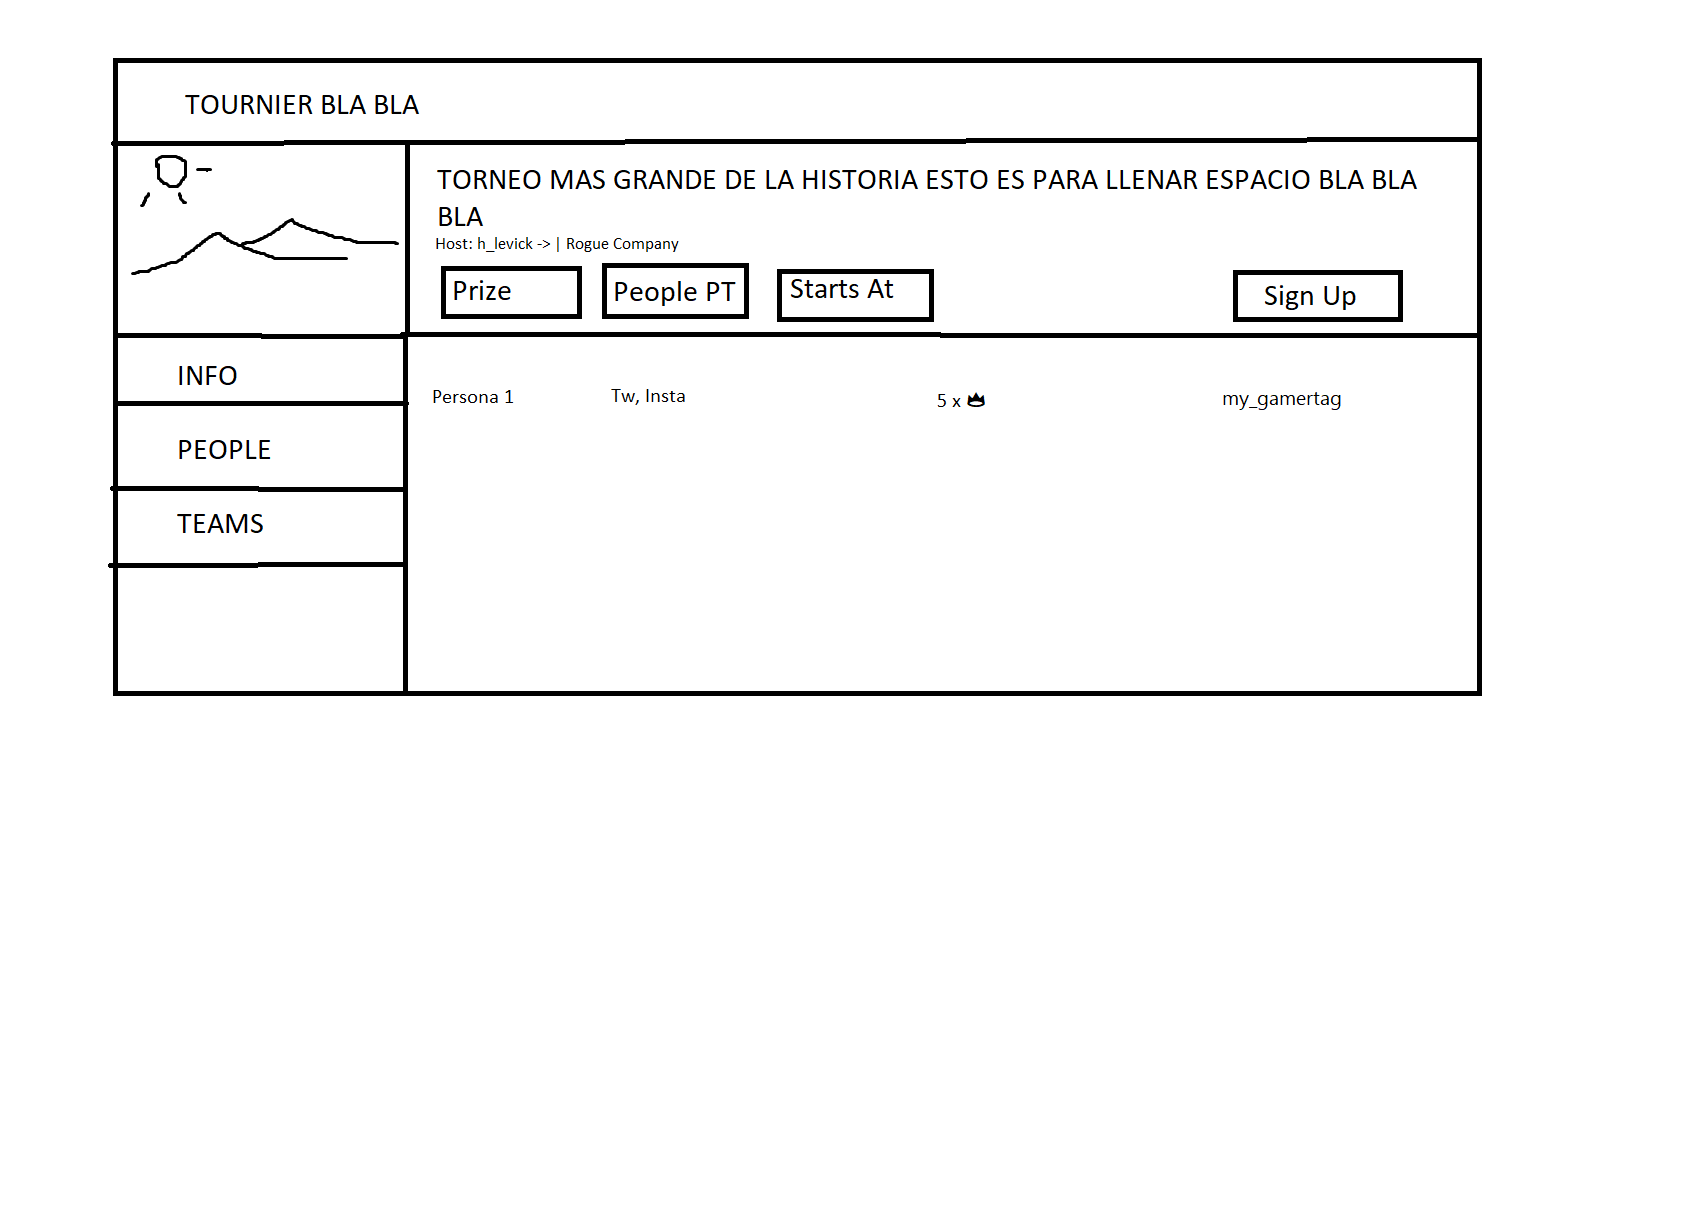 TOURNIER BLA BLA
TORNEO MAS GRANDE DE LA HISTORIA ESTO ES PARA LLENAR ESPACIO BLA BLA
BLA
Host: h_levick -> | Rogue Company
Prize
People PT
Starts At
Sign Up
INFO
PEOPLE
TEAMS
Persona 1
Tw, Insta
5 x
my_gamertag